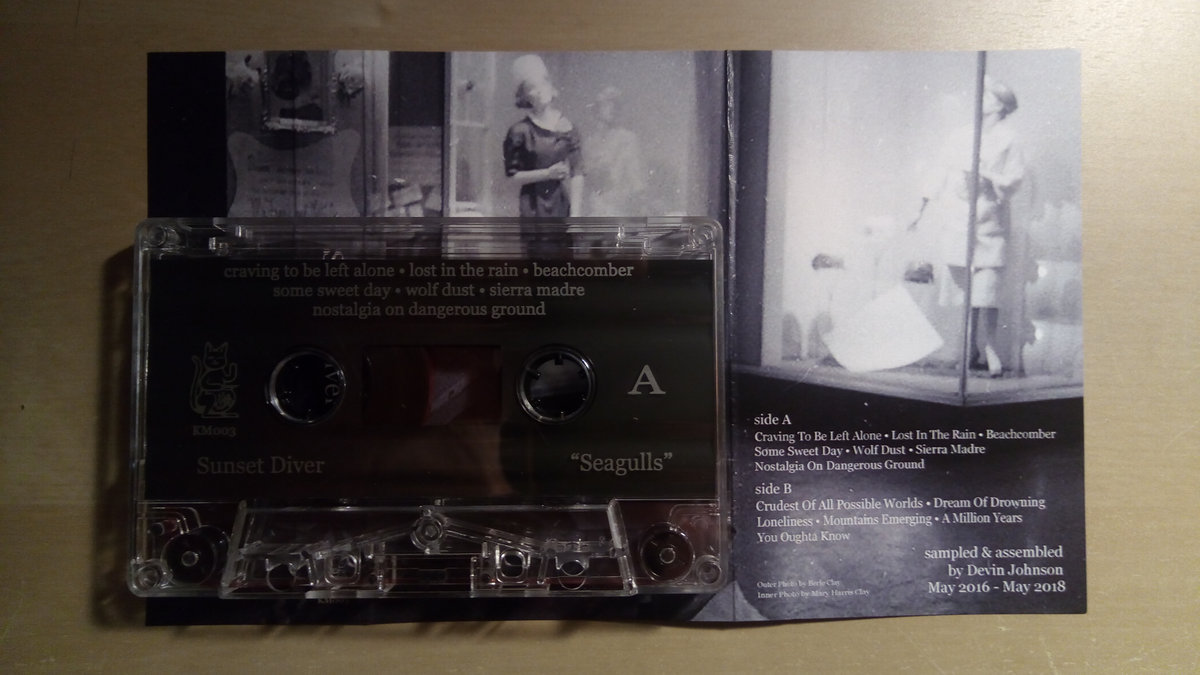 craving to be left alone • lost in the rain • beachcomber
some sweet day • wolf dust • sierra madre
nostalgia on dangerous ground
A
KM003
Sunset Diver
“Seagulls”
side A
Craving To Be Left Alone • Lost In The Rain • Beachcomber
Some Sweet Day • Wolf Dust • Sierra Madre
Nostalgia On Dangerous Ground
side B
Crudest Of All Possible Worlds • Dream Of Drowning
Loneliness • Mountains Emerging • A Million Years
You Oughta Know
sampled & assembled
by Devin Johnson
May 2016 - May 2018
Outer Photo by Berle Clay
Inner Photo by Mary Harris Clay